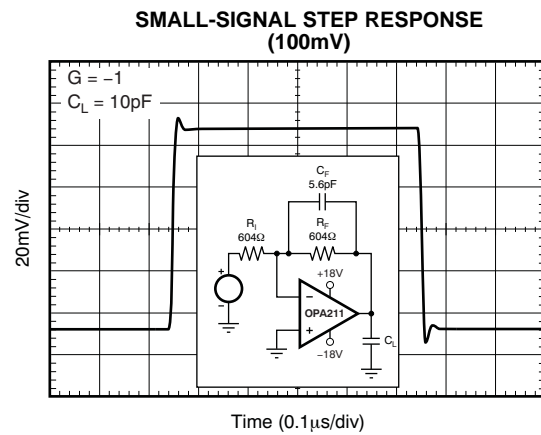 SMALL-SIGNAL STEP RESPONSE
(100mV)
G = −1
C_L = 10pF
20mV/div
C_F
5.6pF
R_I
604Ω
R_F
604Ω
+18V
OPA211
−18V
C_L
Time (0.1μs/div)